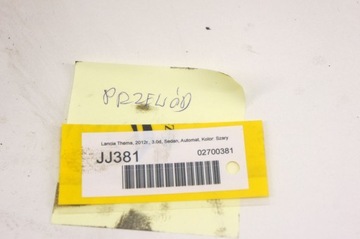 PRZEWÓD
Lancia Thema, 2012r., 3.0d, Sedan, Automat, Kolor: Szary
JJ381
02700381